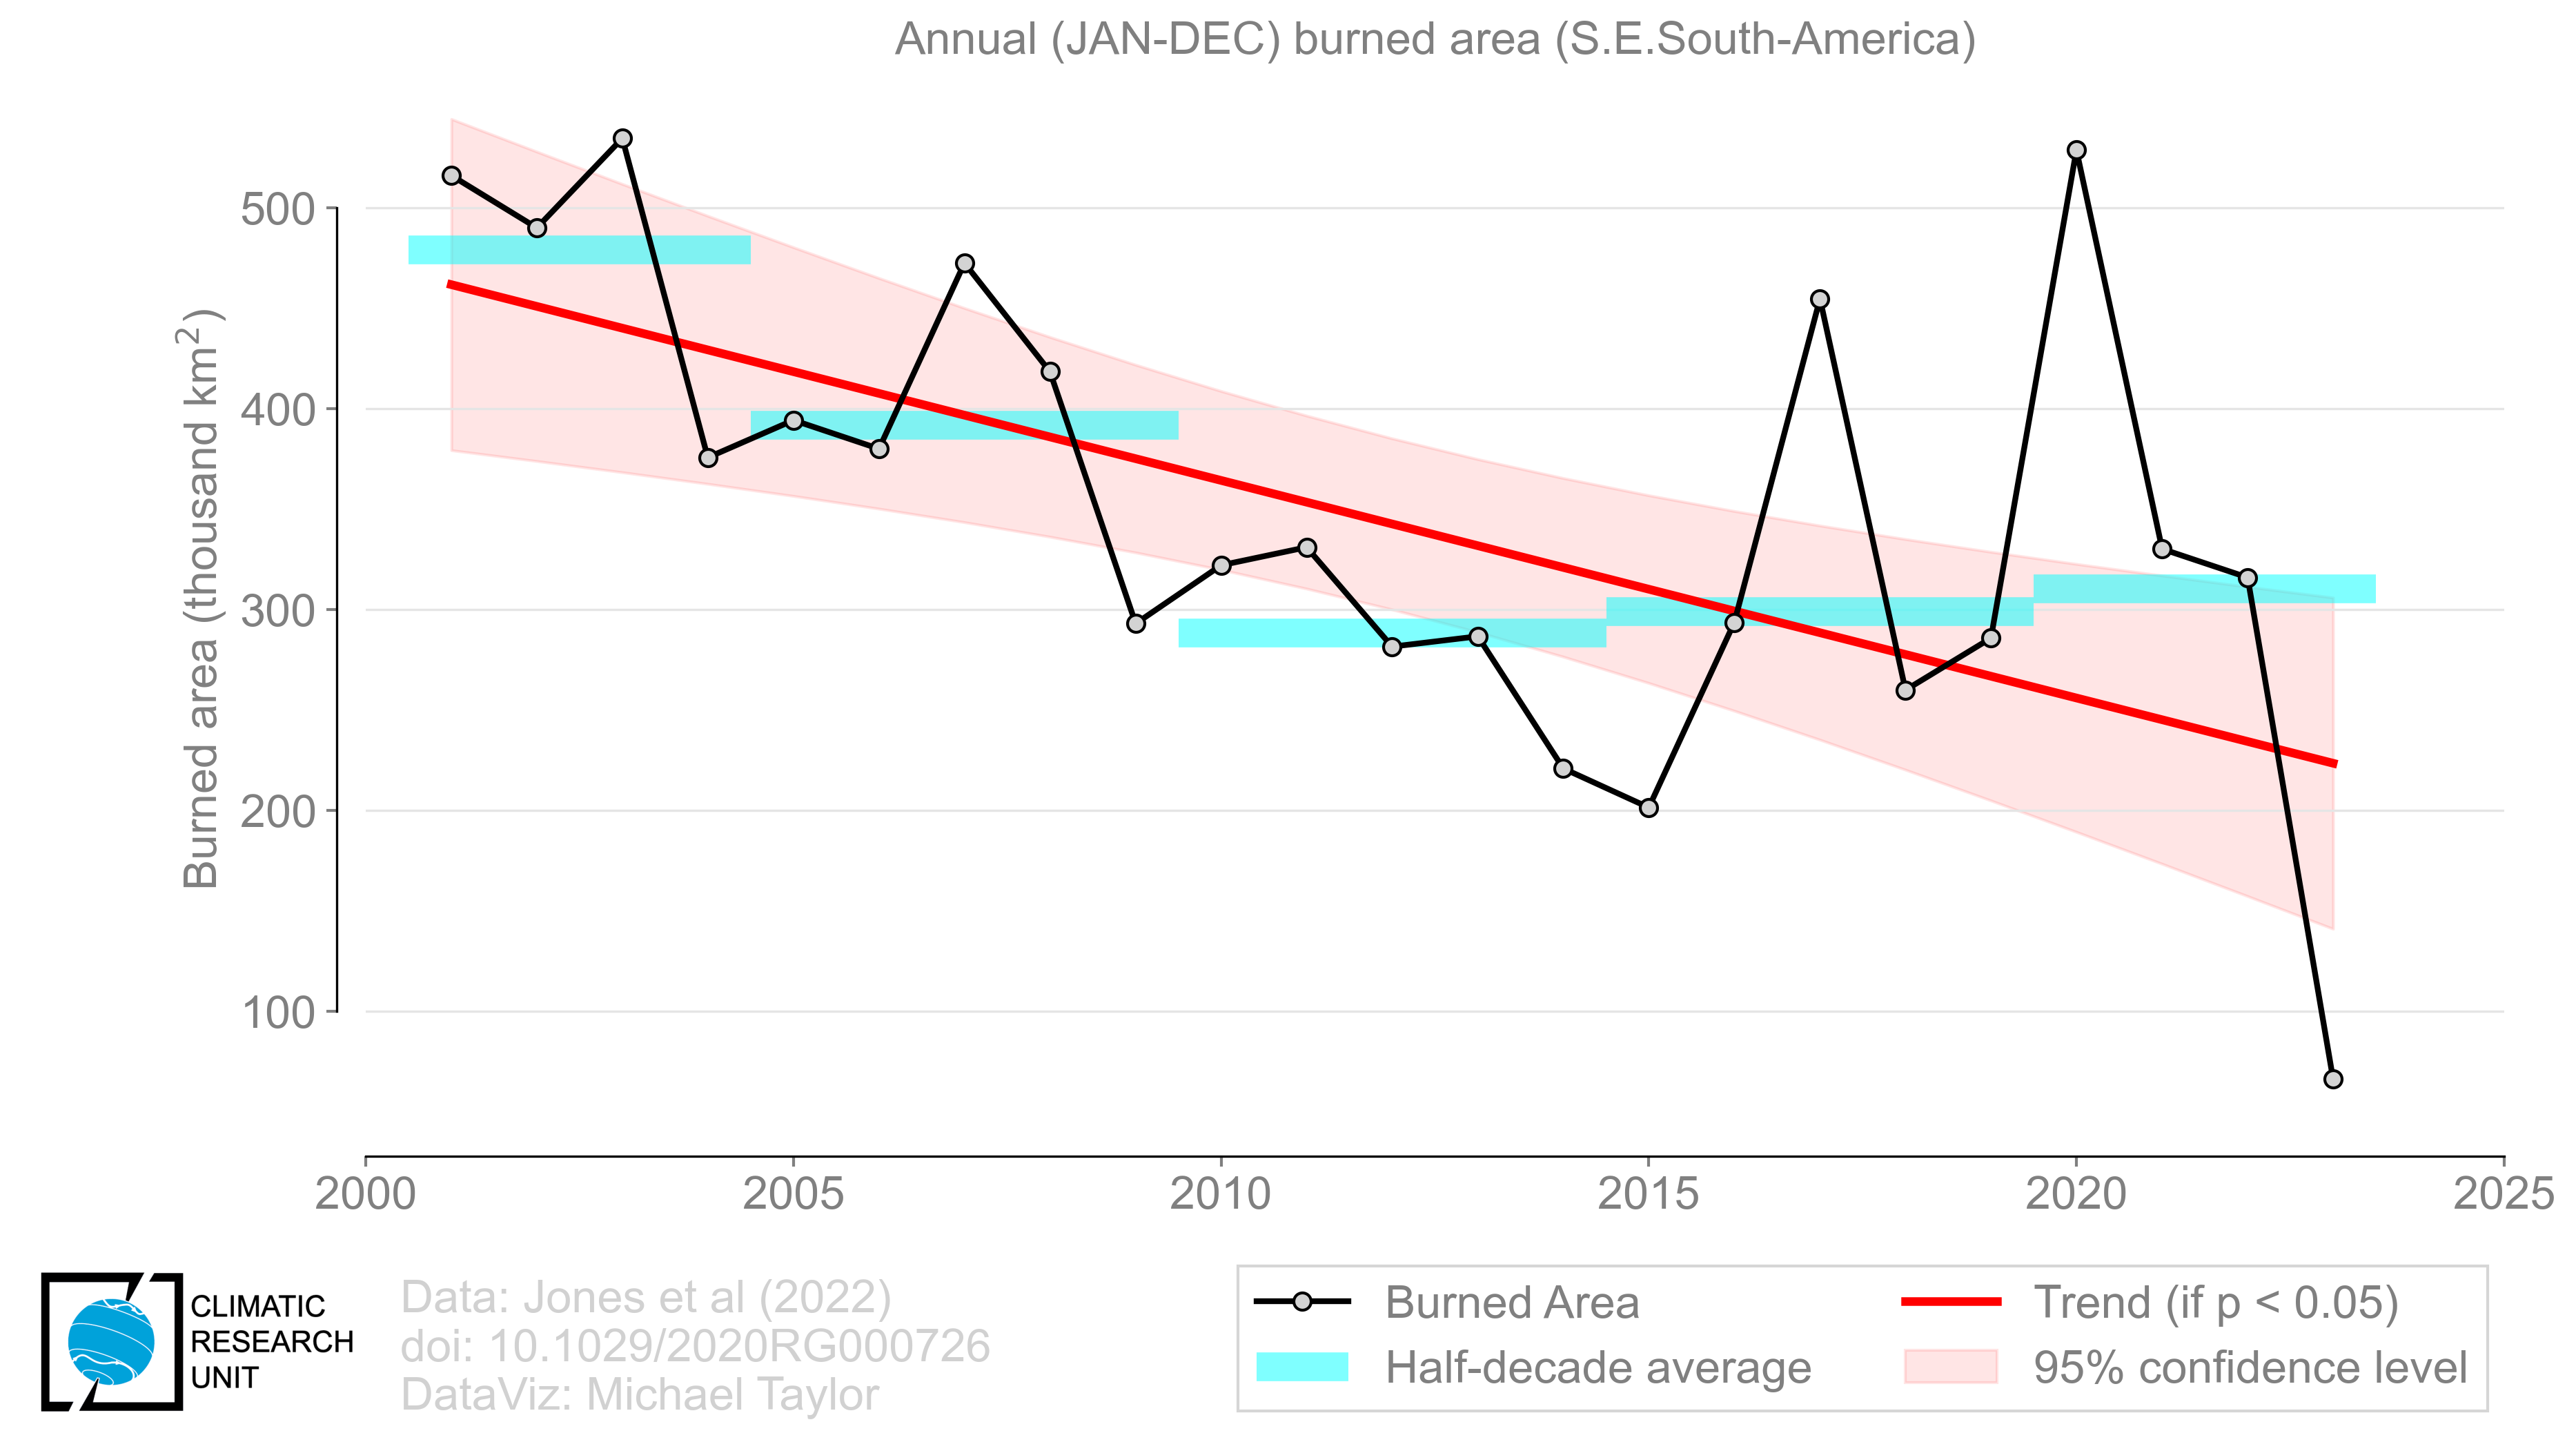 Annual (JAN-DEC) burned area (S.E.South-America)
Burned area (thousand km²)
500
400
300
200
100
2000
2005
2010
2015
2020
2025
CLIMATIC
RESEARCH
UNIT
Data: Jones et al (2022)
doi: 10.1029/2020RG000726
DataViz: Michael Taylor
Burned Area
Half-decade average
Trend (if p < 0.05)
95% confidence level